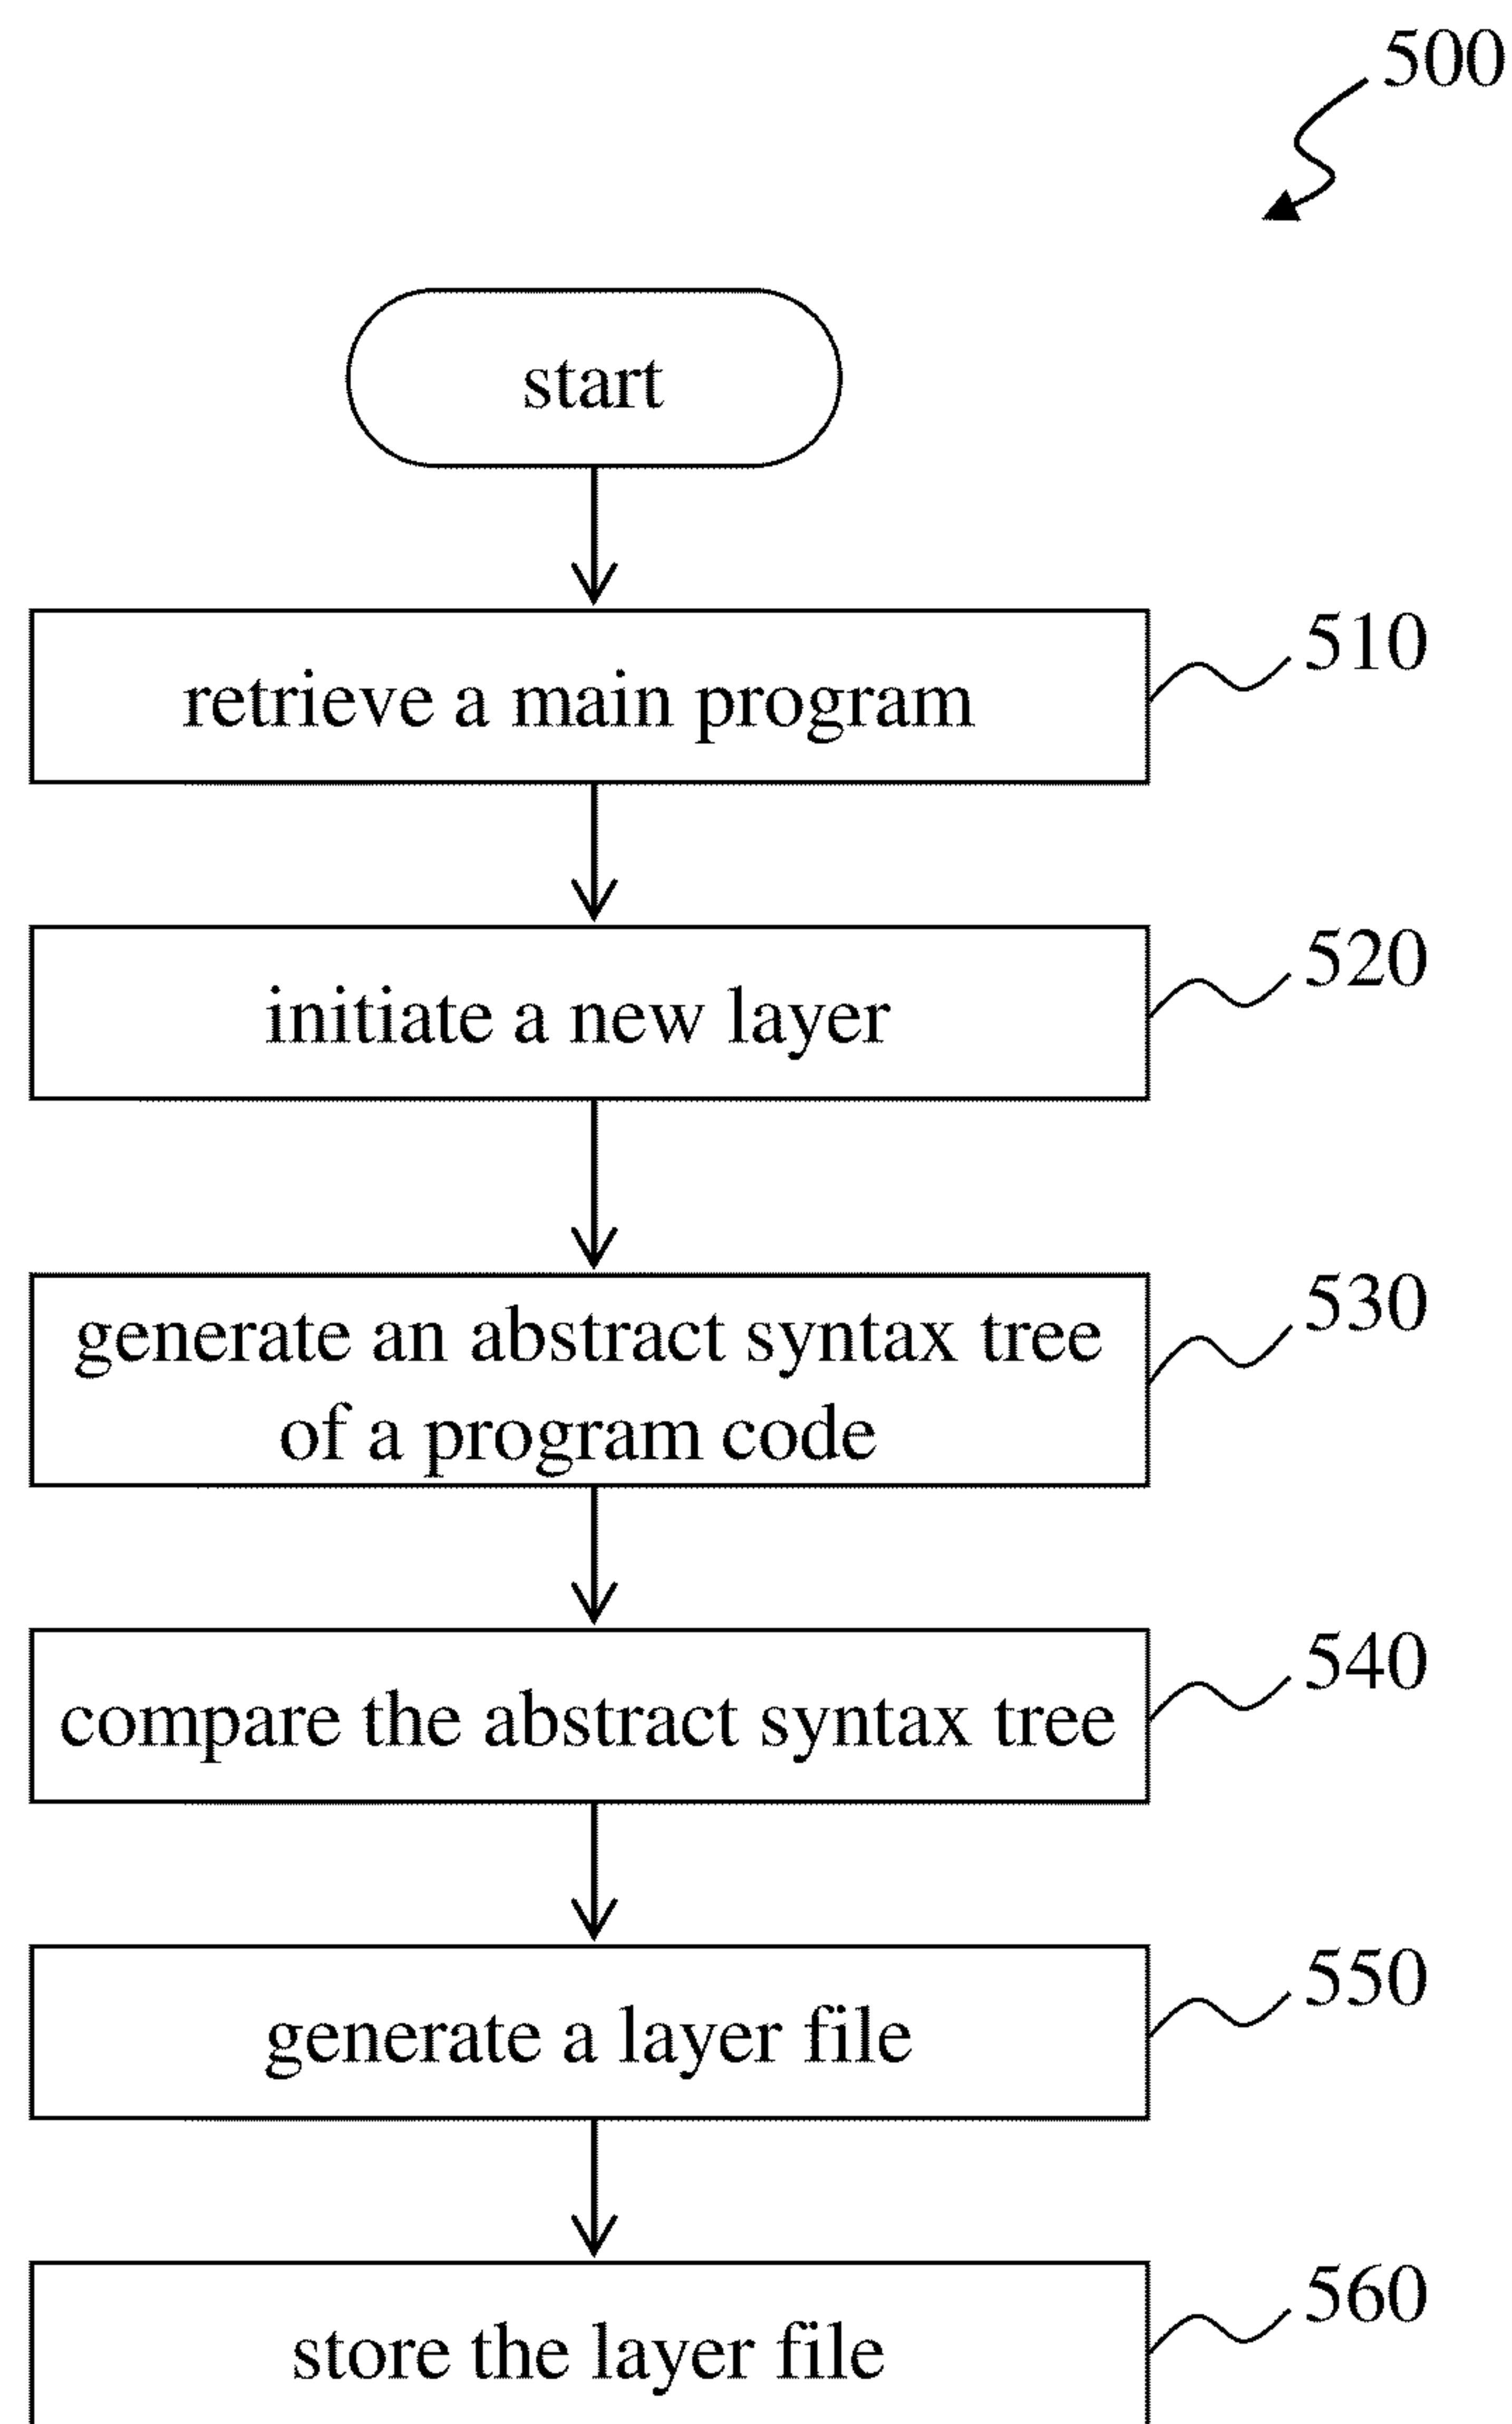 500
start
retrieve a main program
510
initiate a new layer
520
generate an abstract syntax tree
of a program code
530
compare the abstract syntax tree
540
generate a layer file
550
store the layer file
560